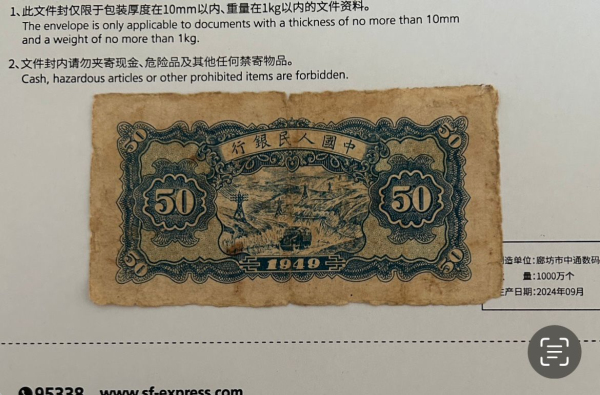 1、此文件封仅限于包装厚度在10mm以内、重量在1kg以内的文件资料。
The envelope is only applicable to documents with a thickness of no more than 10mm
and a weight of no more than 1kg.
2、文件封内请勿夹寄现金、危险品及其他任何禁寄物品。
Cash, hazardous articles or other prohibited items are forbidden.
50 50
行銀民人國中
50 50
1949
50 50
造单位:廊坊市中通数码
量:1000万个
生产日期:2024年09月
95338 www.sf-express.com